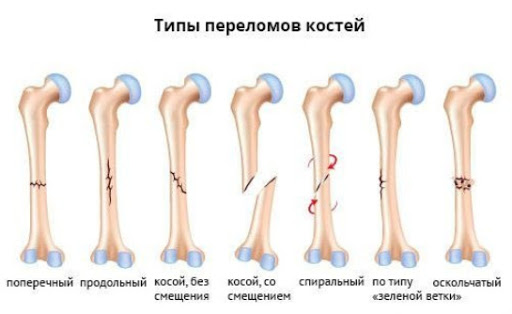 Типы переломов костей
поперечный
продольный
косой, без
смещения
косой, со
смещением
спиральный
по типу
«зеленой ветки»
оскольчатый